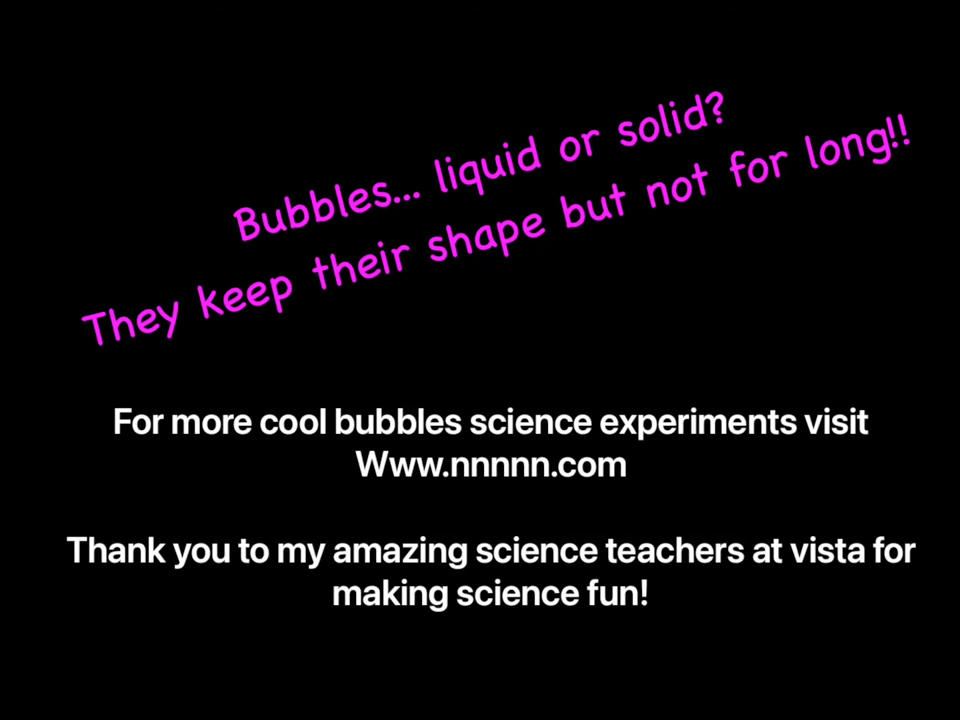 Bubbles... liquid or solid?
They keep their shape but not for long!!
For more cool bubbles science experiments visit
Www.nnnnn.com
Thank you to my amazing science teachers at vista for
making science fun!